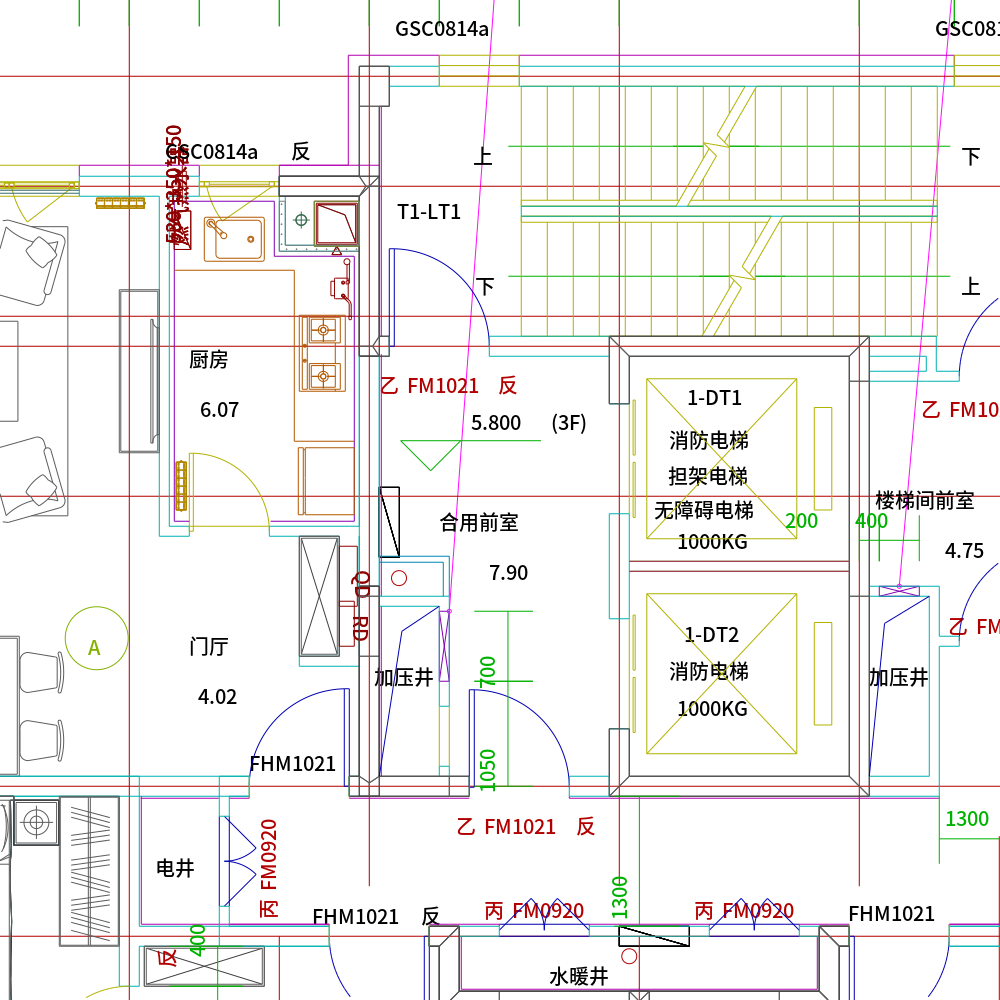 GSC0814a
GSC081
GSC0814a 反
上
下
T1-LT1
下
上
厨房
6.07
乙 FM1021 反
5.800 (3F)
1-DT1
消防电梯
担架电梯
无障碍电梯
1000KG
乙 FM10
楼梯间前室
200
400
4.75
合用前室
7.90
QD
RD
门厅
4.02
A
加压井
700
1050
1-DT2
消防电梯
1000KG
加压井
乙 FM
FHM1021
乙 FM1021 反
1300
电井
丙 FM0920
FHM1021 反
丙 FM0920
1300
丙 FM0920
FHM1021
反
400
水暖井